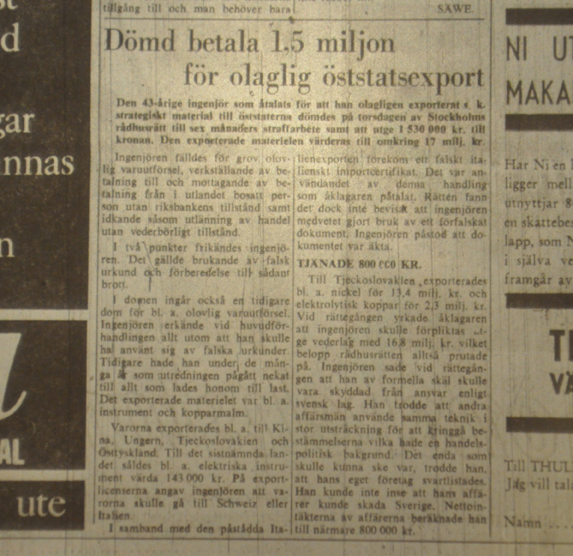 tillgång till och man behöver bara
SAWE.
Dömd betala 1,5 miljon
för olaglig öststatsexport
Den 43-årige ingenjör som åtalats för att han olagligen exporterat s. k.
strategiskt material till öststaterna dömdes på torsdagen av Stockholms
rådhusrätt till sex månaders straffarbete samt att utge 1 530 000 kr. till
kronan. Den exporterade materielen värderas till omkring 17 milj. kr.
Ingenjören fälldes för grov olov-
lig varuutförsel, verkställande av be-
talning till och mottagande av be-
talning från i utlandet bosatt per-
son utan riksbankens tillstånd samt
idkande såsom utlänning av handel
utan vederbörligt tillstånd.
I två punkter frikändes ingenjö-
ren. Det gällde brukande av falsk
urkund och förberedelse till sådant
brott.
I domen ingår också en tidigare
dom för bl. a. olovlig varuutförsel.
Ingenjören erkände vid huvudför-
handlingen allt utom att han skulle
ha använt sig av falska urkunder.
Tidigare hade han under de mån-
ga år som utredningen pågått nekat
till allt som lades honom till last.
Det exporterade materielet var bl. a.
instrument och kopparmalm.
Varorna exporterades bl. a. till Ki-
na, Ungern, Tjeckoslovakien och
Östtyskland. Till det sistnämnda lan-
det såldes bl. a. elektriska instru-
ment värda 143 000 kr. På export-
licenserna angav ingenjören att va-
rorna skulle gå till Schweiz eller
Italien.
I samband med den påstådda Ita-
lienexporten förekom ett falskt ita-
lienskt importcertifikat. Det var an-
vändandet av denna handling
som åklagaren påtalat. Rätten fann
det dock inte bevisat att ingenjören
medvetet gjort bruk av ett förfalskat
dokument. Ingenjören påstod att do-
kumentet var äkta.
TJÄNADE 800 000 KR.
Till Tjeckoslovakien exporterades
bl. a. nickel för 13,4 milj. kr. och
elektrolytisk koppar för 2,3 milj. kr.
Vid rättegången yrkade åklagaren
att ingenjören skulle förpliktas ut-
ge vederlag med 16,8 milj. kr. vilket
belopp rådhusrätten alltså prutade
på. Ingenjören sade vid rättegån-
gen att han av formella skäl skulle
vara skyddad från ansvar enligt
svensk lag. Han trodde att andra
affärsmän använde samma teknik i
stor utsträckning för att kringgå be-
stämmelserna vilka hade en handels-
politisk bakgrund. Det enda som
skulle kunna ske var, trodde han,
att hans eget företag svartlistades.
Han kunde inte inse att hans affä-
rer kunde skada Sverige. Nettoin-
täkterna av affärerna beräknade han
till närmare 800 000 kr.
d
gar
nnas
n
AL
ute
NI UT
MAKA
Har Ni en
ligger mell
utnyttjar 8
en skattebes
lapp, som N
i själva ve
framgår av
Till THUL
Jag vill tala
Namn